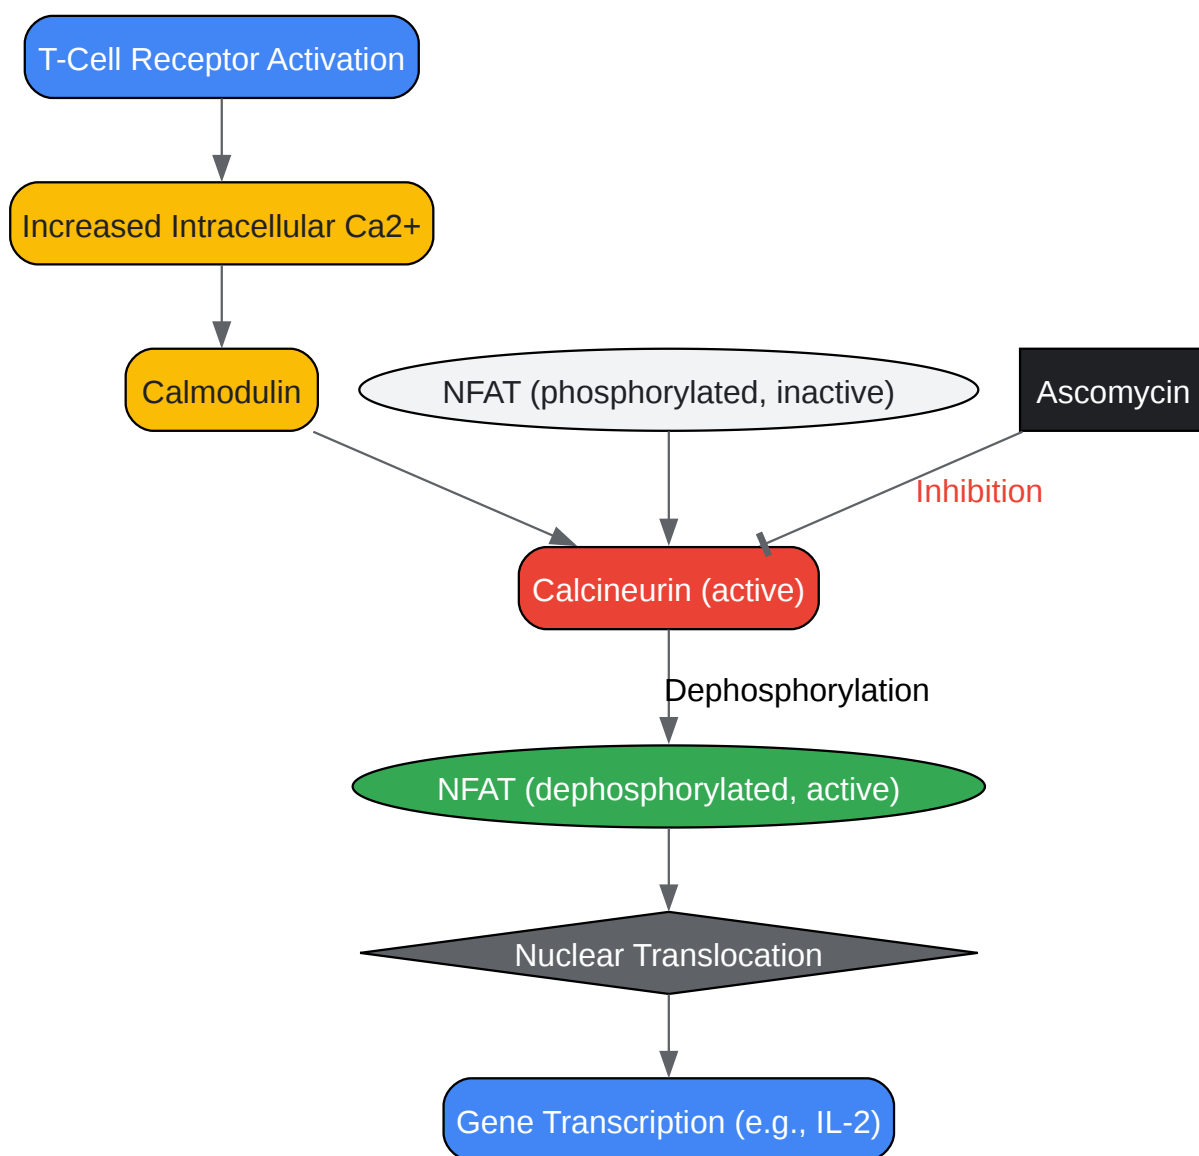 T-Cell Receptor Activation
Increased Intracellular Ca2+
Calmodulin
NFAT (phosphorylated, inactive)
Ascomycin
Inhibition
Calcineurin (active)
Dephosphorylation
NFAT (dephosphorylated, active)
Nuclear Translocation
Gene Transcription (e.g., IL-2)